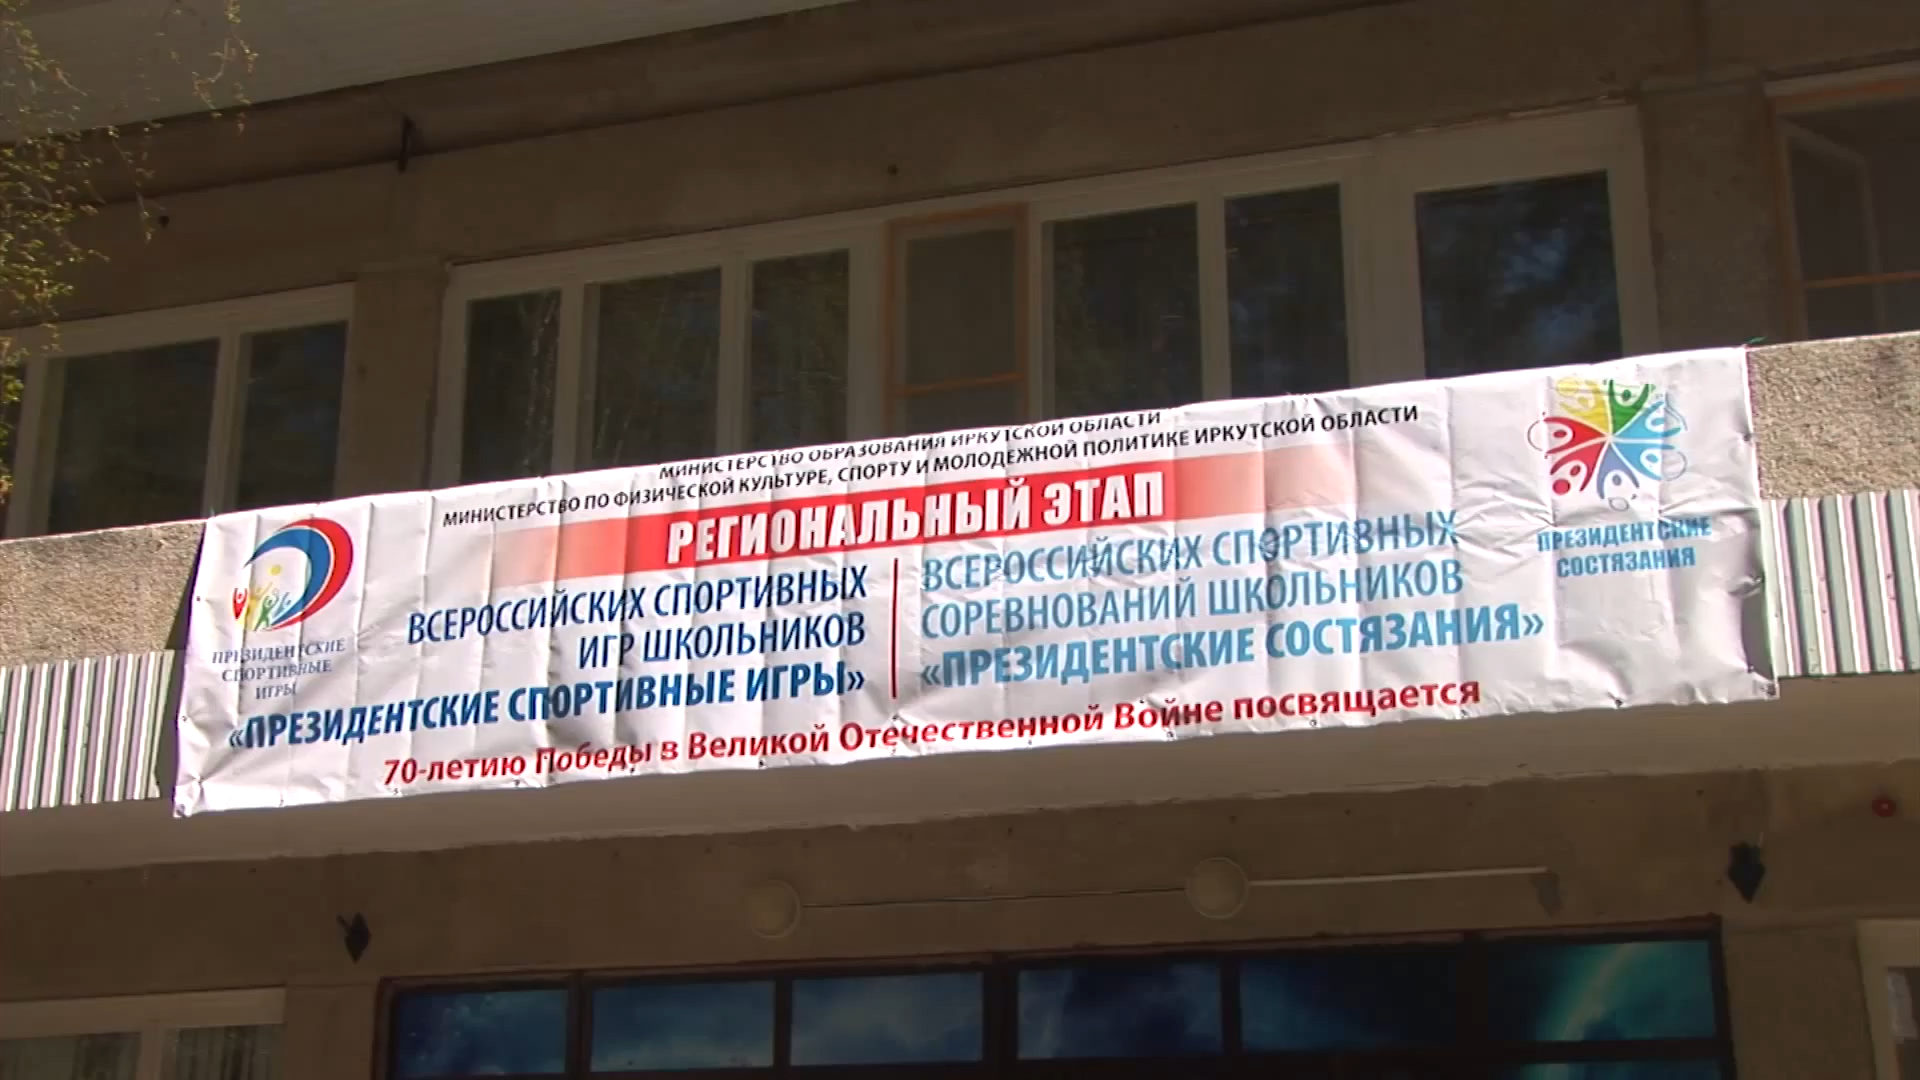 МИНИСТЕРСТВО ОБРАЗОВАНИЯ ИРКУТСКОЙ ОБЛАСТИ
МИНИСТЕРСТВО ПО ФИЗИЧЕСКОЙ КУЛЬТУРЕ, СПОРТУ И МОЛОДЕЖНОЙ ПОЛИТИКЕ ИРКУТСКОЙ ОБЛАСТИ
РЕГИОНАЛЬНЫЙ ЭТАП
ПРЕЗИДЕНТСКИЕ
СПОРТИВНЫЕ
ИГРЫ
ВСЕРОССИЙСКИХ СПОРТИВНЫХ
ИГР ШКОЛЬНИКОВ
«ПРЕЗИДЕНТСКИЕ СПОРТИВНЫЕ ИГРЫ»
ВСЕРОССИЙСКИХ СПОРТИВНЫХ
СОРЕВНОВАНИЙ ШКОЛЬНИКОВ
«ПРЕЗИДЕНТСКИЕ СОСТЯЗАНИЯ»
ПРЕЗИДЕНТСКИЕ
СОСТЯЗАНИЯ
70-летию Победы в Великой Отечественной Войне посвящается